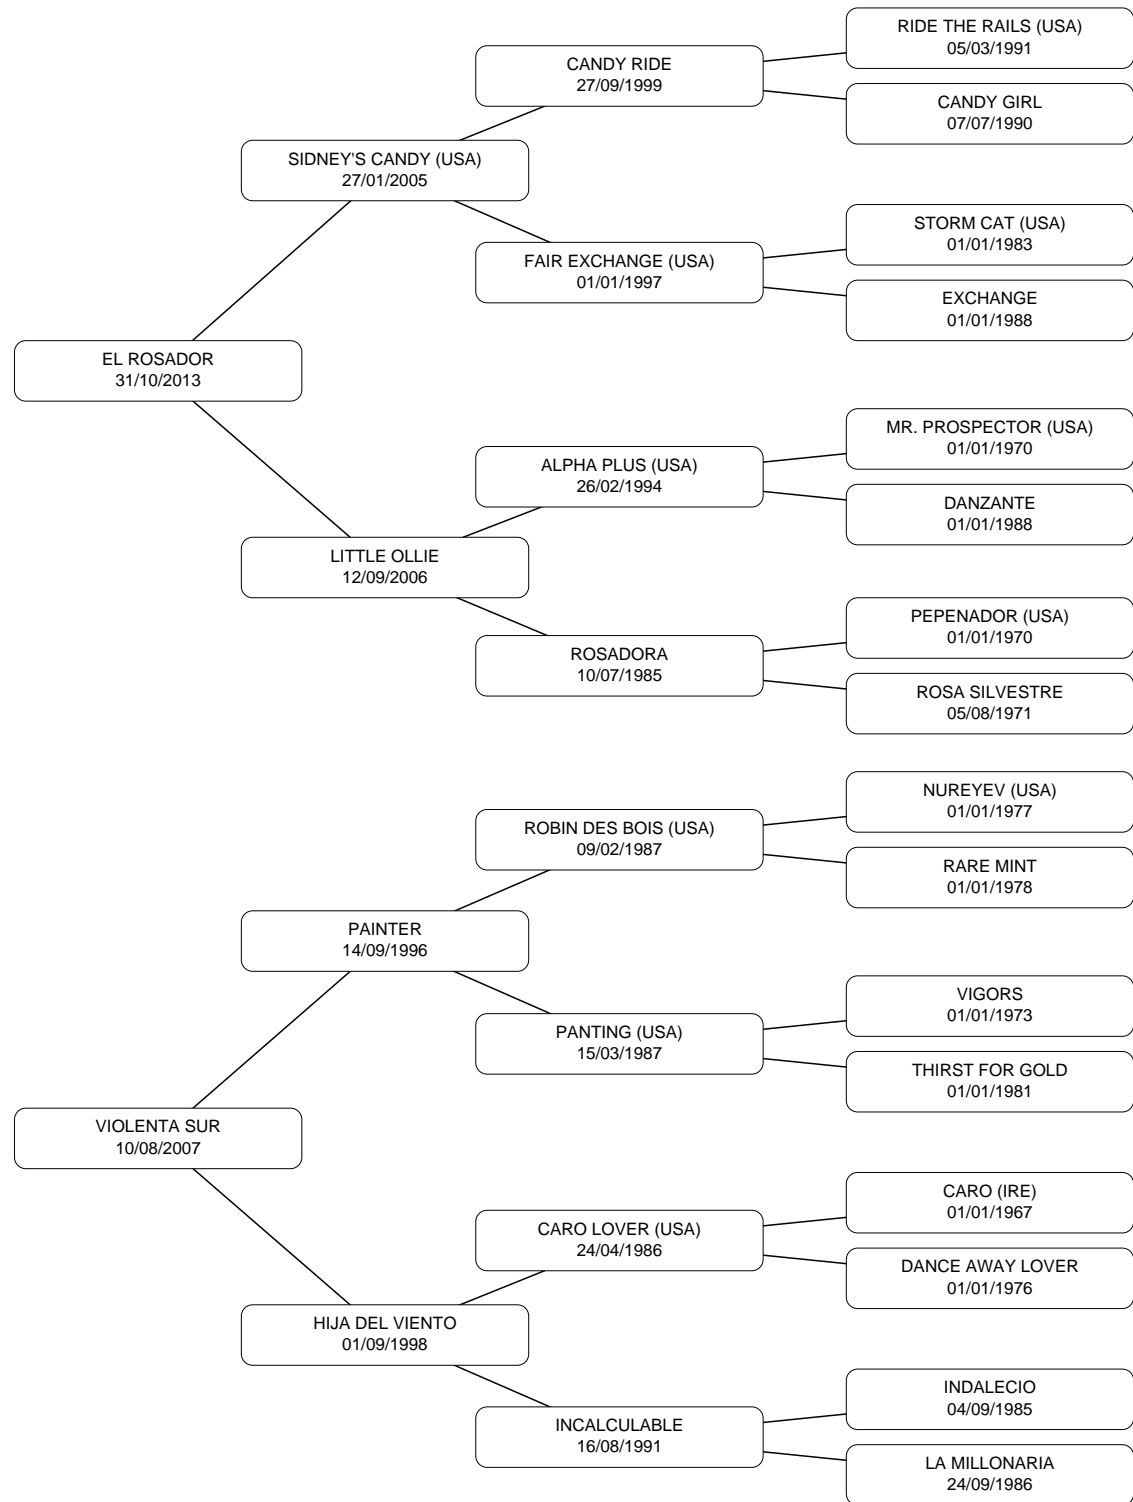 RIDE THE RAILS (USA)
05/03/1991
CANDY RIDE
27/09/1999
CANDY GIRL
07/07/1990
SIDNEY'S CANDY (USA)
27/01/2005
STORM CAT (USA)
01/01/1983
FAIR EXCHANGE (USA)
01/01/1997
EXCHANGE
01/01/1988
EL ROSADOR
31/10/2013
MR. PROSPECTOR (USA)
01/01/1970
ALPHA PLUS (USA)
26/02/1994
DANZANTE
01/01/1988
LITTLE OLLIE
12/09/2006
PEPENADOR (USA)
01/01/1970
ROSADORA
10/07/1985
ROSA SILVESTRE
05/08/1971
NUREYEV (USA)
01/01/1977
ROBIN DES BOIS (USA)
09/02/1987
RARE MINT
01/01/1978
PAINTER
14/09/1996
VIGORS
01/01/1973
PANTING (USA)
15/03/1987
THIRST FOR GOLD
01/01/1981
VIOLENTA SUR
10/08/2007
CARO (IRE)
01/01/1967
CARO LOVER (USA)
24/04/1986
DANCE AWAY LOVER
01/01/1976
HIJA DEL VIENTO
01/09/1998
INDALECIO
04/09/1985
INCALCULABLE
16/08/1991
LA MILLONARIA
24/09/1986